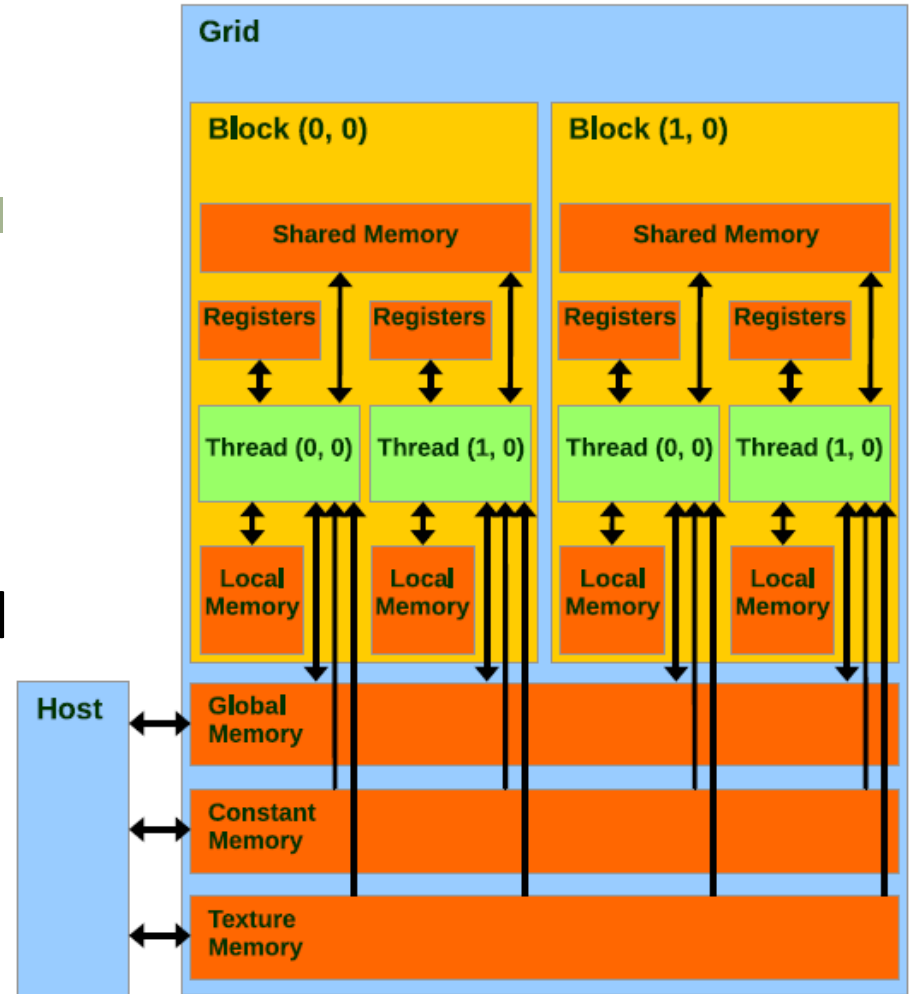 Grid
Block (0, 0)
Block (1, 0)
Shared Memory
Shared Memory
Registers
Registers
Registers
Registers
Thread (0, 0)
Thread (1, 0)
Thread (0, 0)
Thread (1, 0)
Local
Memory
Local
Memory
Local
Memory
Local
Memory
Host
Global
Memory
Constant
Memory
Texture
Memory